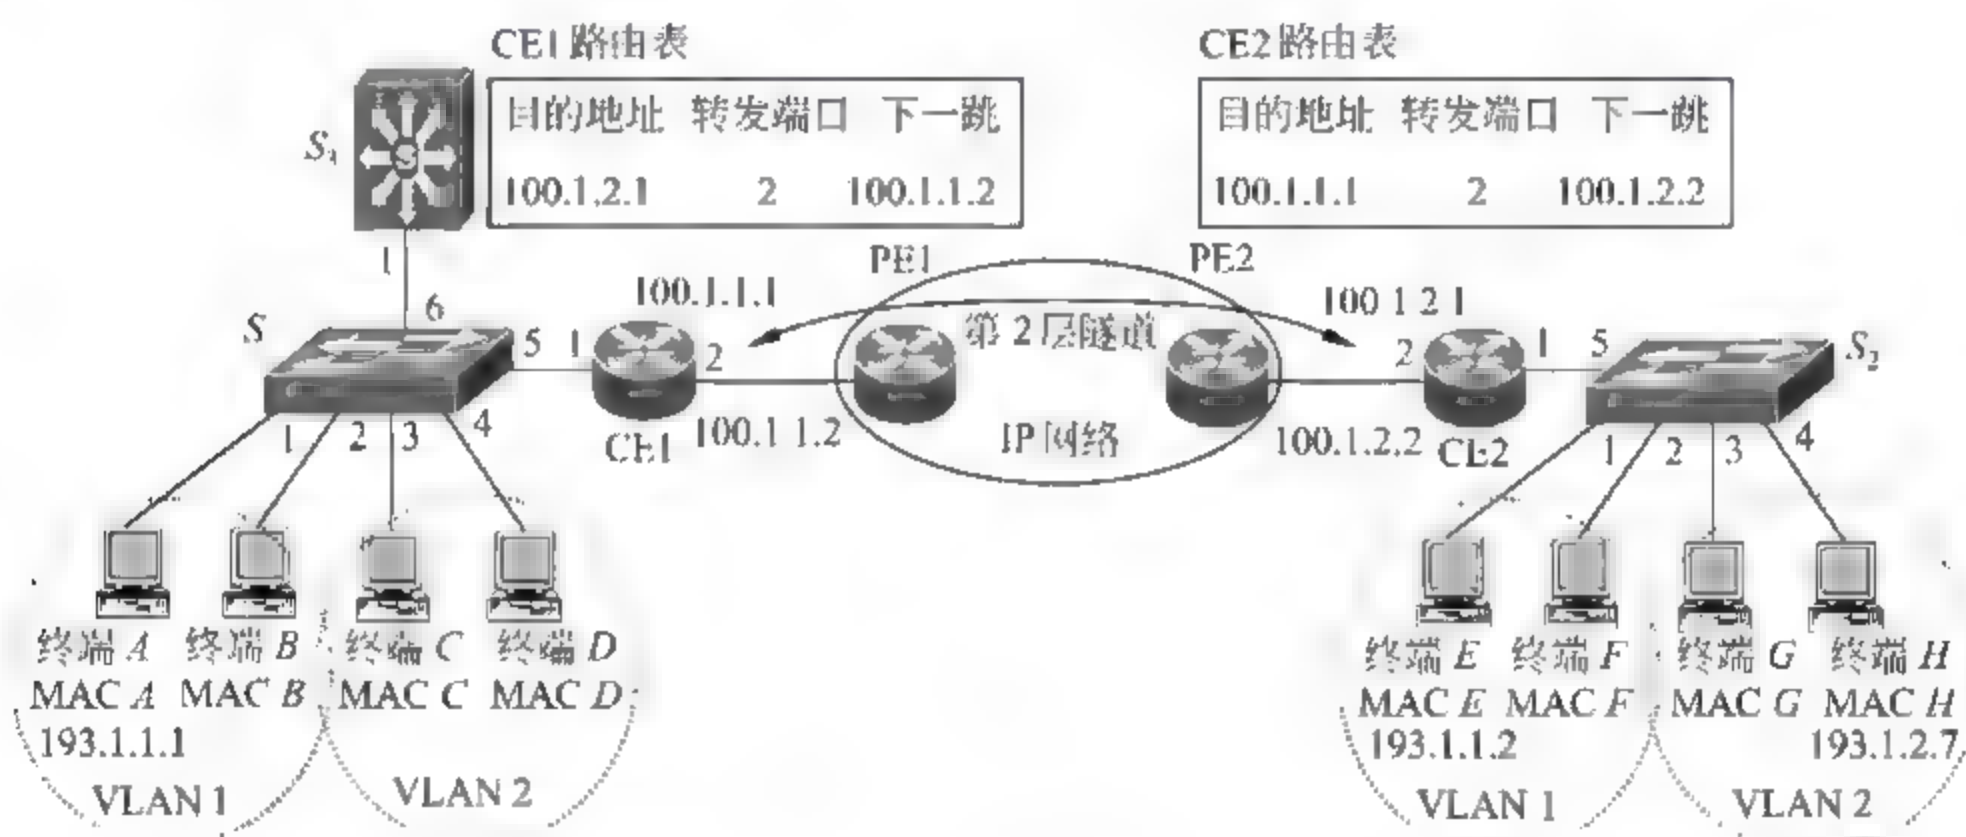 CE1路由表
目的地址 转发端口 下一跳
100.1.2.1 2 100.1.1.2
CE2路由表
目的地址 转发端口 下一跳
100.1.1.1 2 100.1.2.2
1
6
S
5
1
2
100.1.1.1
PE1
PE2
100 1 2 1
第2层隧道
2
1
5
S2
CE1
100.1 1.2
IP网络
100.1.2.2
CE2
1
2
3
4
1
2
3
4
终端A
终端B
终端C
终端D
MAC A
MAC B
MAC C
MAC D
193.1.1.1
VLAN 1
VLAN 2
终端E
终端F
终端G
终端H
MAC E
MAC F
MAC G
MAC H
193.1.1.2
193.1.2.7
VLAN 1
VLAN 2